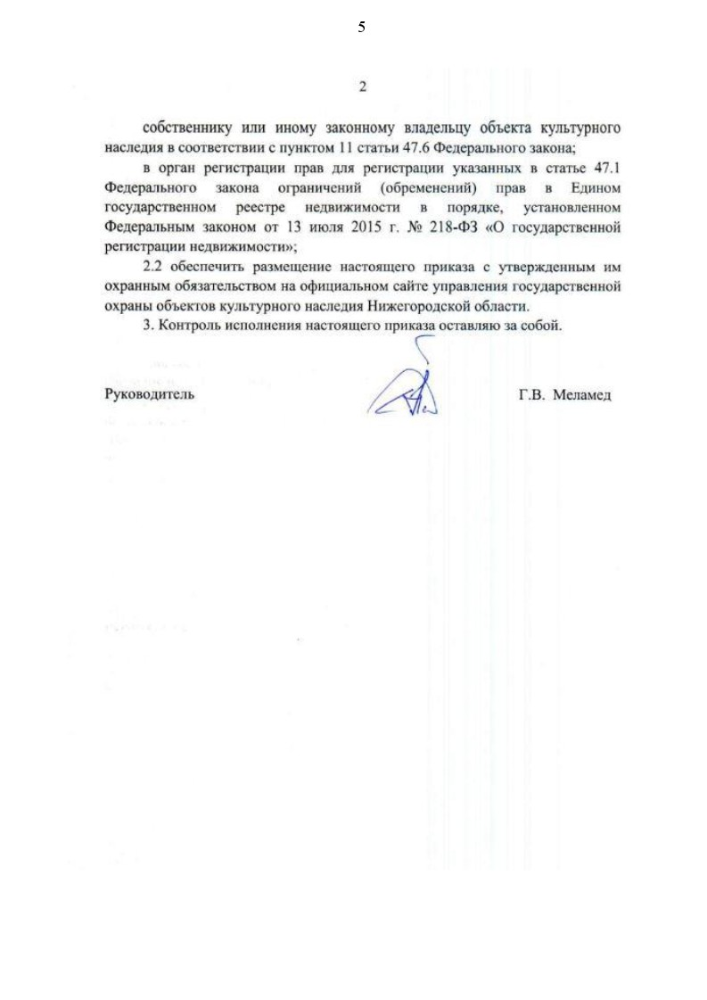 5
2
собственнику или иному законному владельцу объекта культурного
наследия в соответствии с пунктом 11 статьи 47.6 Федерального закона;
в орган регистрации прав для регистрации указанных в статье 47.1
Федерального закона ограничений (обременений) прав в Едином
государственном реестре недвижимости в порядке, установленном
Федеральным законом от 13 июля 2015 г. № 218-ФЗ «О государственной
регистрации недвижимости»;
2.2 обеспечить размещение настоящего приказа с утвержденным им
охранным обязательством на официальном сайте управления государственной
охраны объектов культурного наследия Нижегородской области.
3. Контроль исполнения настоящего приказа оставляю за собой.
Руководитель Г.В. Меламед